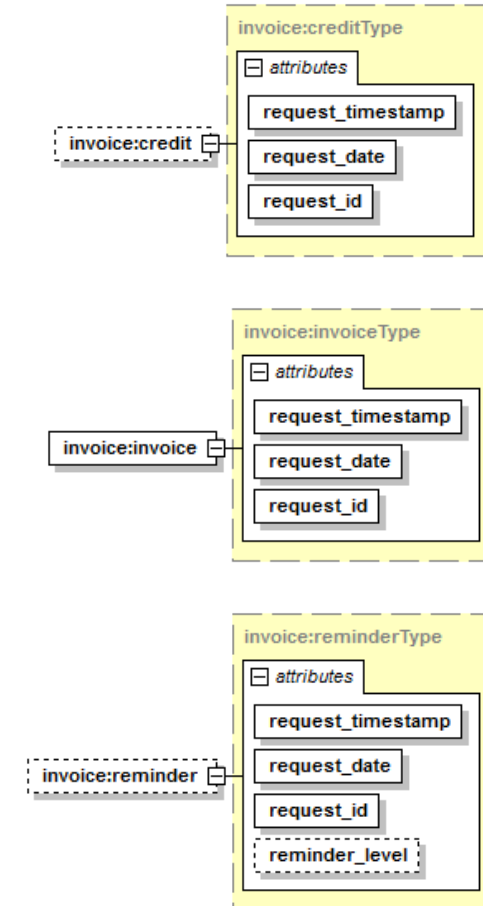 invoice:creditType
attributes
request_timestamp
invoice:credit
request_date
request_id
invoice:invoiceType
attributes
request_timestamp
invoice:invoice
request_date
request_id
invoice:reminderType
attributes
request_timestamp
request_date
invoice:reminder
request_id
reminder_level